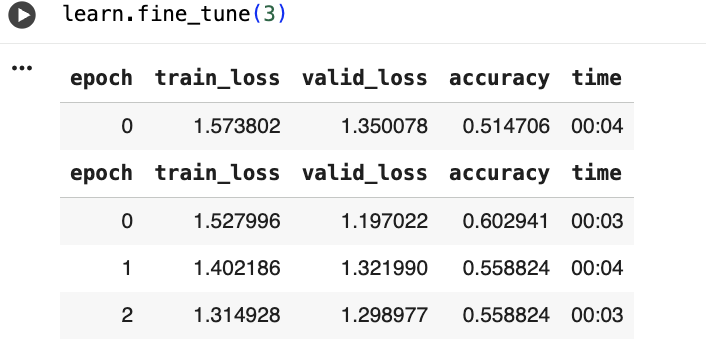 learn.fine_tune(3)
...
epoch train_loss valid_loss accuracy time
0 1.573802 1.350078 0.514706 00:04
epoch train_loss valid_loss accuracy time
0 1.527996 1.197022 0.602941 00:03
1 1.402186 1.321990 0.558824 00:04
2 1.314928 1.298977 0.558824 00:03